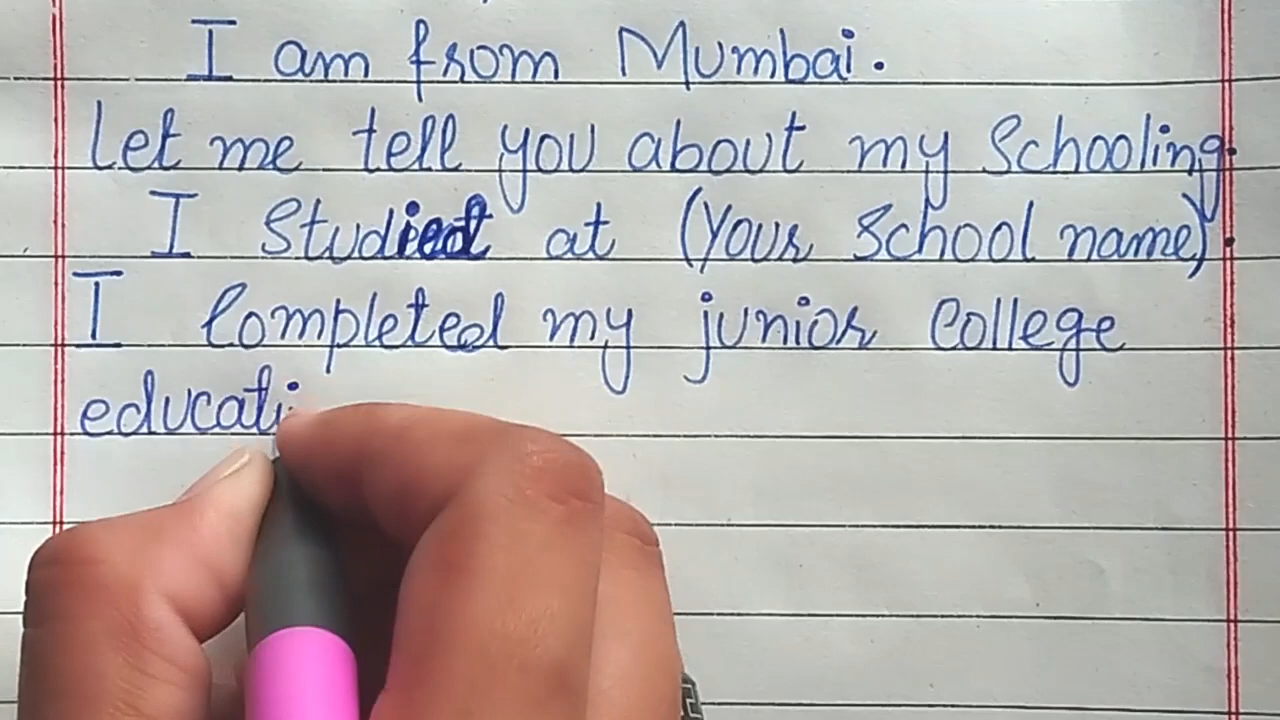 I am from Mumbai.
Let me tell you about my Schooling.
I Studied at (Your School name).
I Completed my junior College
educati